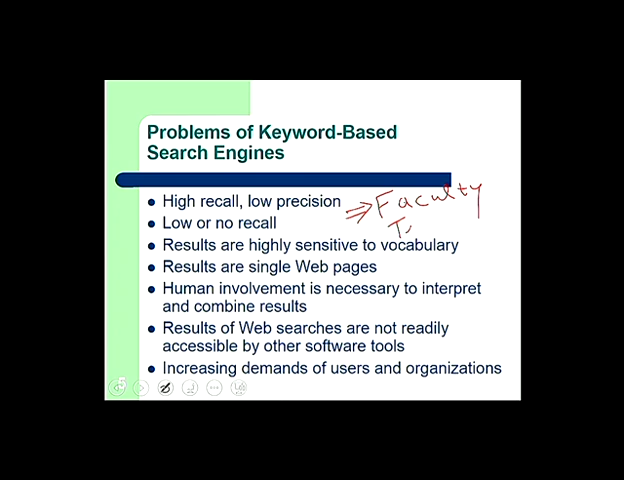 Problems of Keyword-Based
Search Engines
High recall, low precision
⇒ Faculty
Low or no recall
Results are highly sensitive to vocabulary
Results are single Web pages
Human involvement is necessary to interpret
and combine results
Results of Web searches are not readily
accessible by other software tools
Increasing demands of users and organizations